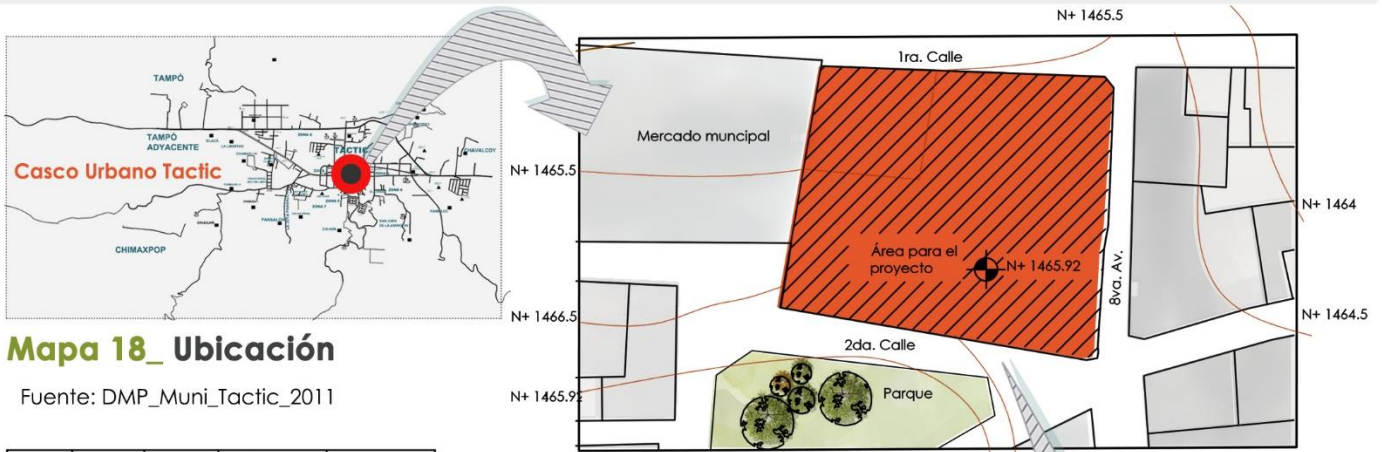 N+ 1465.5
1ra. Calle
TAMPÓ
TAMPÓ
ADYACENTE
TACTIC
CHAVALCOY
Casco Urbano Tactic
CHIMAXPOP
Mercado muncipal
N+ 1465.5
N+ 1464
Área para el
proyecto
N+ 1465.92
8va. Av.
N+ 1466.5
N+ 1464.5
2da. Calle
Parque
N+ 1465.92
Mapa 18_ Ubicación
Fuente: DMP_Muni_Tactic_2011